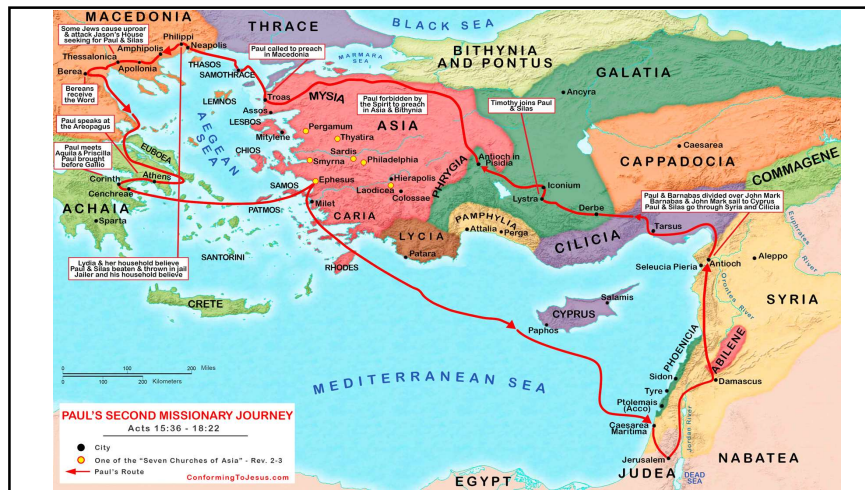 MACEDONIA
THRACE
BLACK SEA
Some Jews cause uproar
& attack Jason's House
seeking for Paul & Silas
Philippi
Neapolis
Amphipolis
Thessalonica
Apollonia
Berea
THASOS
SAMOTHRACE
Paul called to preach
in Macedonia
MARMARA
SEA
BITHYNIA
AND PONTUS
GALATIA
Ancyra
Bereans
receive
the Word
LEMNOS
Troas
MYSIA
Assos
Paul forbidden by
the Spirit to preach
in Asia & Bithynia
Timothy joins Paul
& Silas
Paul speaks at
the Areopagus
AEGEAN
SEA
LESBOS
Mitylene
ASIA
Pergamum
Thyatira
Sardis
Smyrna
Philadelphia
Paul meets
Aquila & Priscilla
Paul brought
before Gallio
EUBOEA
CHIOS
Antioch in
Pisidia
CAPPADOCIA
Caesarea
COMMAGENE
Corinth
Athens
Cenchreae
Ephesus
Hierapolis
Laodicea
Colossae
PHRYGIA
Iconium
Lystra
Derbe
SAMOS
PATMOS
Milet
CARIA
ACHAIA
Sparta
PAMPHYLIA
Attalia
Perga
LYCIA
Patara
CILICIA
Tarsus
Paul & Barnabas divided over John Mark
Barnabas & John Mark sail to Cyprus
Paul & Silas go through Syria and Cilicia
Euphrates
River
Lydia & her household believe
Paul & Silas beaten & thrown in jail
Jailer and his household believe
SANTORINI
RHODES
CRETE
Seleucia Pieria
Antioch
Aleppo
Orontes River
SYRIA
Salamis
CYPRUS
Paphos
PHOENICIA
ABILENE
Damascus
Sidon
Tyre
Ptolemais
(Acco)
Caesarea
Maritima
Jordan River
Jerusalem
JUDEA
DEAD
SEA
NABATEA
EGYPT
MEDITERRANEAN SEA
0 100 200 Miles
0 100 200 Kilometers
PAUL'S SECOND MISSIONARY JOURNEY
Acts 15:36 - 18:22
City
One of the "Seven Churches of Asia" - Rev. 2-3
Paul's Route
ConformingToJesus.com